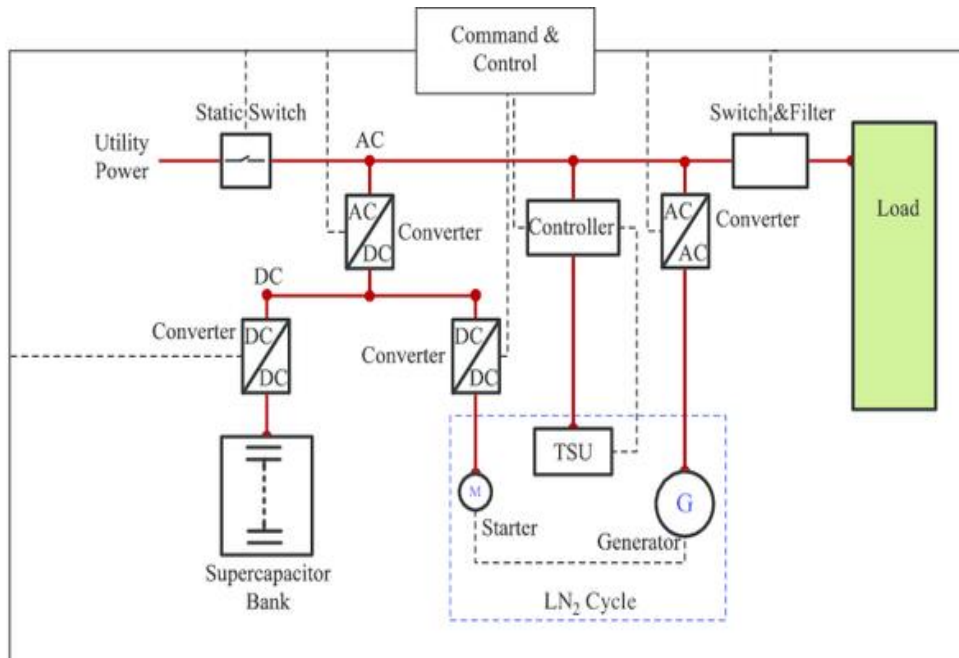 Command &
Control
Static Switch
Switch &Filter
Utility
Power
AC
AC
DC
Converter
Controller
AC
AC
Converter
Load
DC
Converter
DC
DC
Converter
DC
DC
TSU
M
Starter
G
Generator
Supercapacitor
Bank
LN₂ Cycle